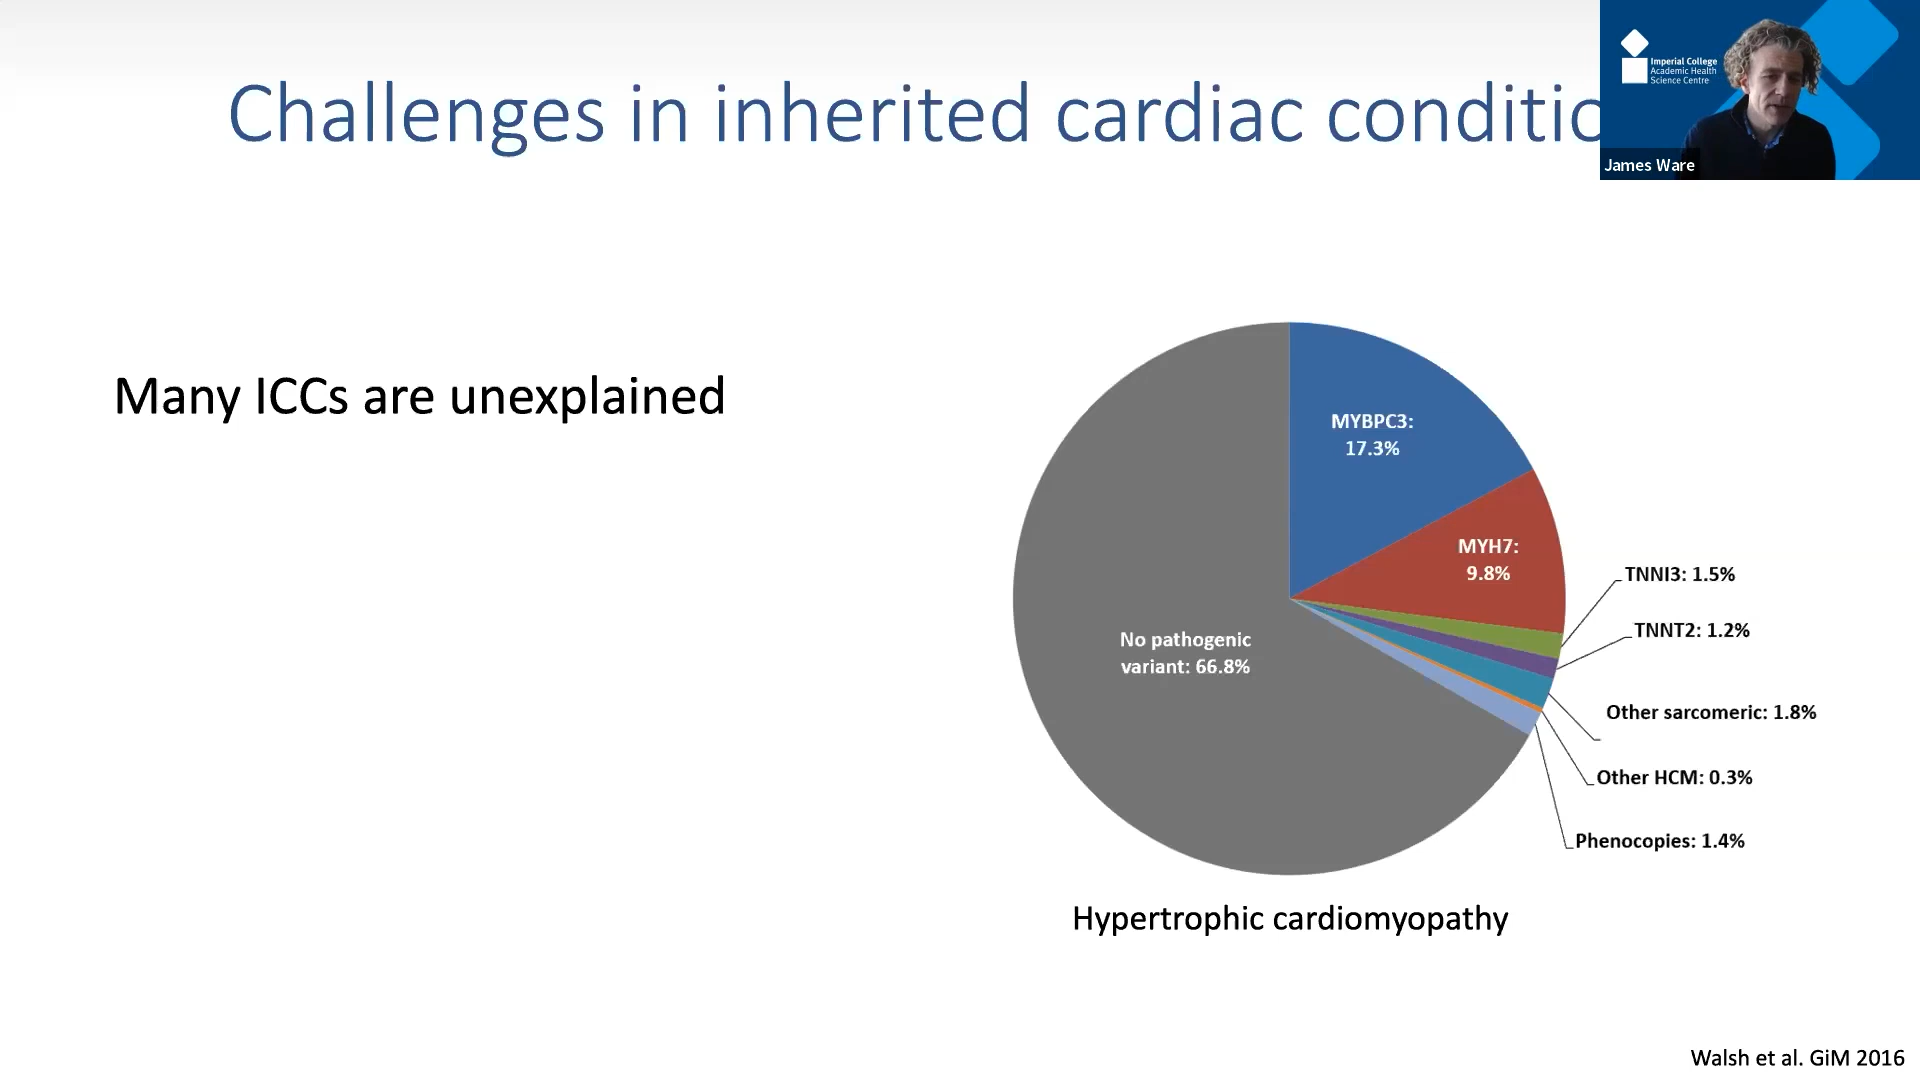 Challenges in inherited cardiac conditio
Imperial College
Academic Health
Science Centre
James Ware
Many ICCs are unexplained
MYBPC3:
17.3%
MYH7:
9.8%
TNNI3: 1.5%
TNNT2: 1.2%
No pathogenic
variant: 66.8%
Other sarcomeric: 1.8%
Other HCM: 0.3%
Phenocopies: 1.4%
Hypertrophic cardiomyopathy
Walsh et al. GiM 2016